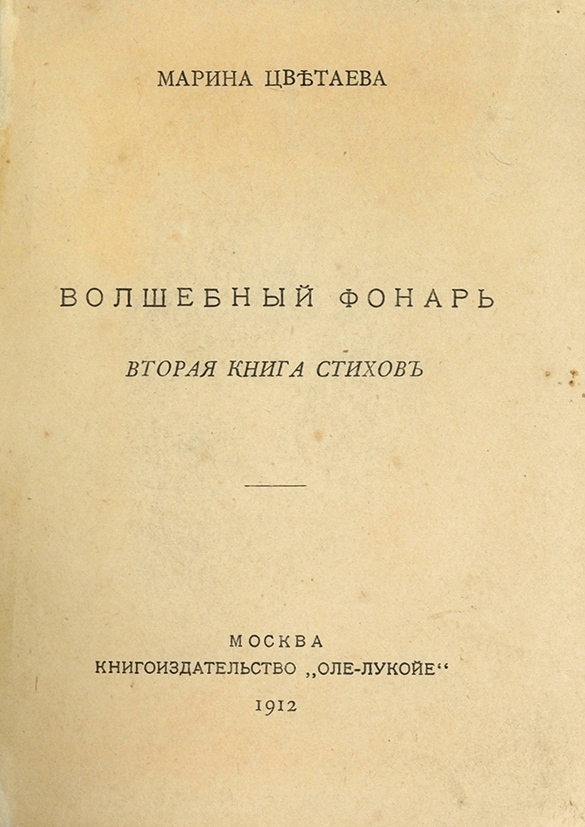 МАРИНА ЦВѢТАЕВА
ВОЛШЕБНЫЙ ФОНАРЬ
ВТОРАЯ КНИГА СТИХОВЪ
МОСКВА
КНИГОИЗДАТЕЛЬСТВО „ОЛЕ-ЛУКОЙЕ“
1912